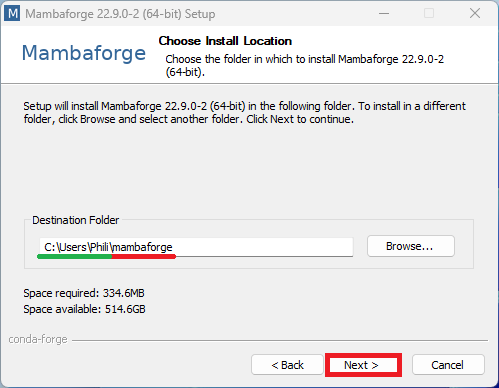 M Mambaforge 22.9.0-2 (64-bit) Setup
Mambaforge
Choose Install Location
Choose the folder in which to install Mambaforge 22.9.0-2
(64-bit).
Setup will install Mambaforge 22.9.0-2 (64-bit) in the following folder. To install in a different
folder, click Browse and select another folder. Click Next to continue.
Destination Folder
C:\Users\Phili\mambaforge
Browse...
Space required: 334.6MB
Space available: 514.6GB
conda-forge
< Back
Next >
Cancel